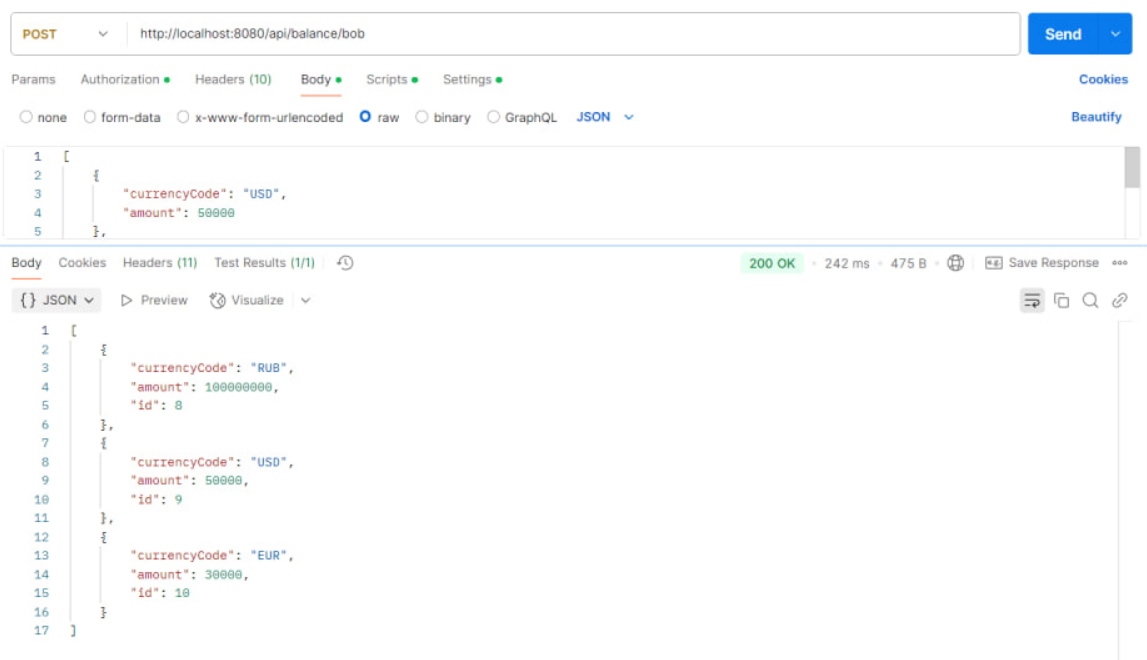 POST http://localhost:8080/api/balance/bob Send
Params Authorization Headers (10) Body Scripts Settings Cookies
none form-data x-www-form-urlencoded raw binary GraphQL JSON Beautify
1 [
2 {
3 "currencyCode": "USD",
4 "amount": 50000
5 },
Body Cookies Headers (11) Test Results (1/1) 200 OK 242 ms 475 B e.g. Save Response
{} JSON Preview Visualize
1 [
2 {
3 "currencyCode": "RUB",
4 "amount": 100000000,
5 "id": 8
6 },
7 {
8 "currencyCode": "USD",
9 "amount": 50000,
10 "id": 9
11 },
12 {
13 "currencyCode": "EUR",
14 "amount": 30000,
15 "id": 10
16 }
17 ]